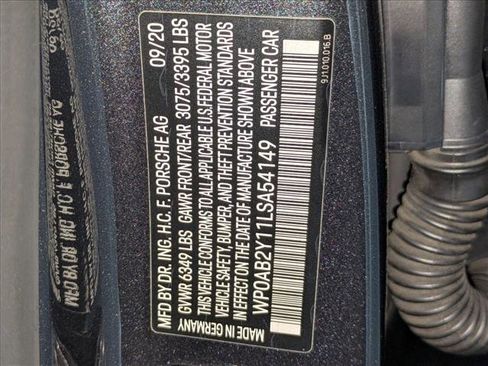 MFD BY DR. ING. H.C. F. PORSCHE AG 09/20
GVWR 6349 LBS GAWR FRONT/REAR 3075/3395 LBS
THIS VEHICLE CONFORMS TO ALL APPLICABLE U.S. FEDERAL MOTOR
VEHICLE SAFETY, BUMPER, AND THEFT PREVENTION STANDARDS
IN EFFECT ON THE DATE OF MANUFACTURE SHOWN ABOVE
WP0AB2Y11LSA54149 PASSENGER CAR
MADE IN GERMANY
9J1.010.016.B